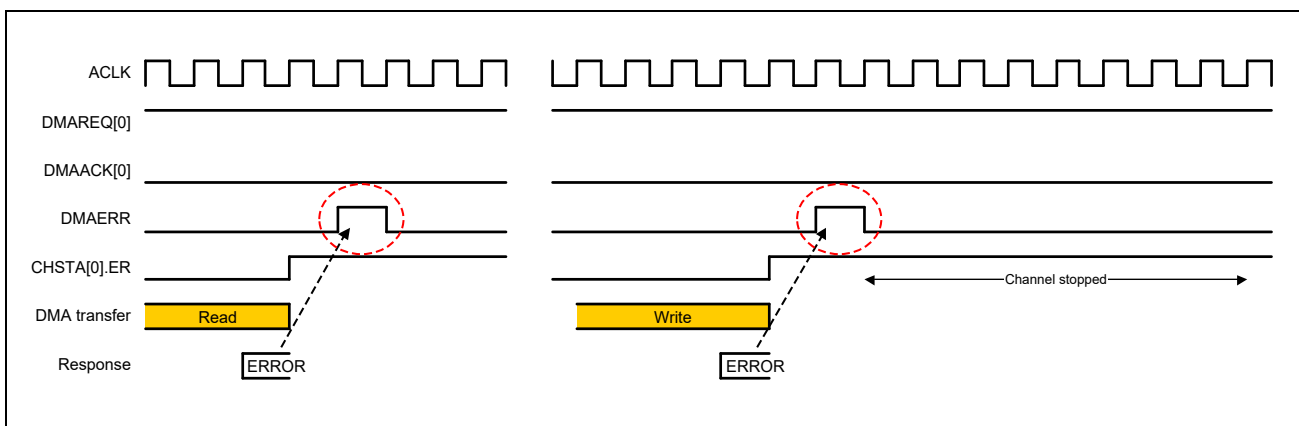 ACLK
DMAREQ[0]
DMAACK[0]
DMAERR
CHSTA[0].ER
Channel stopped
DMA transfer
Read
Write
Response
ERROR
ERROR